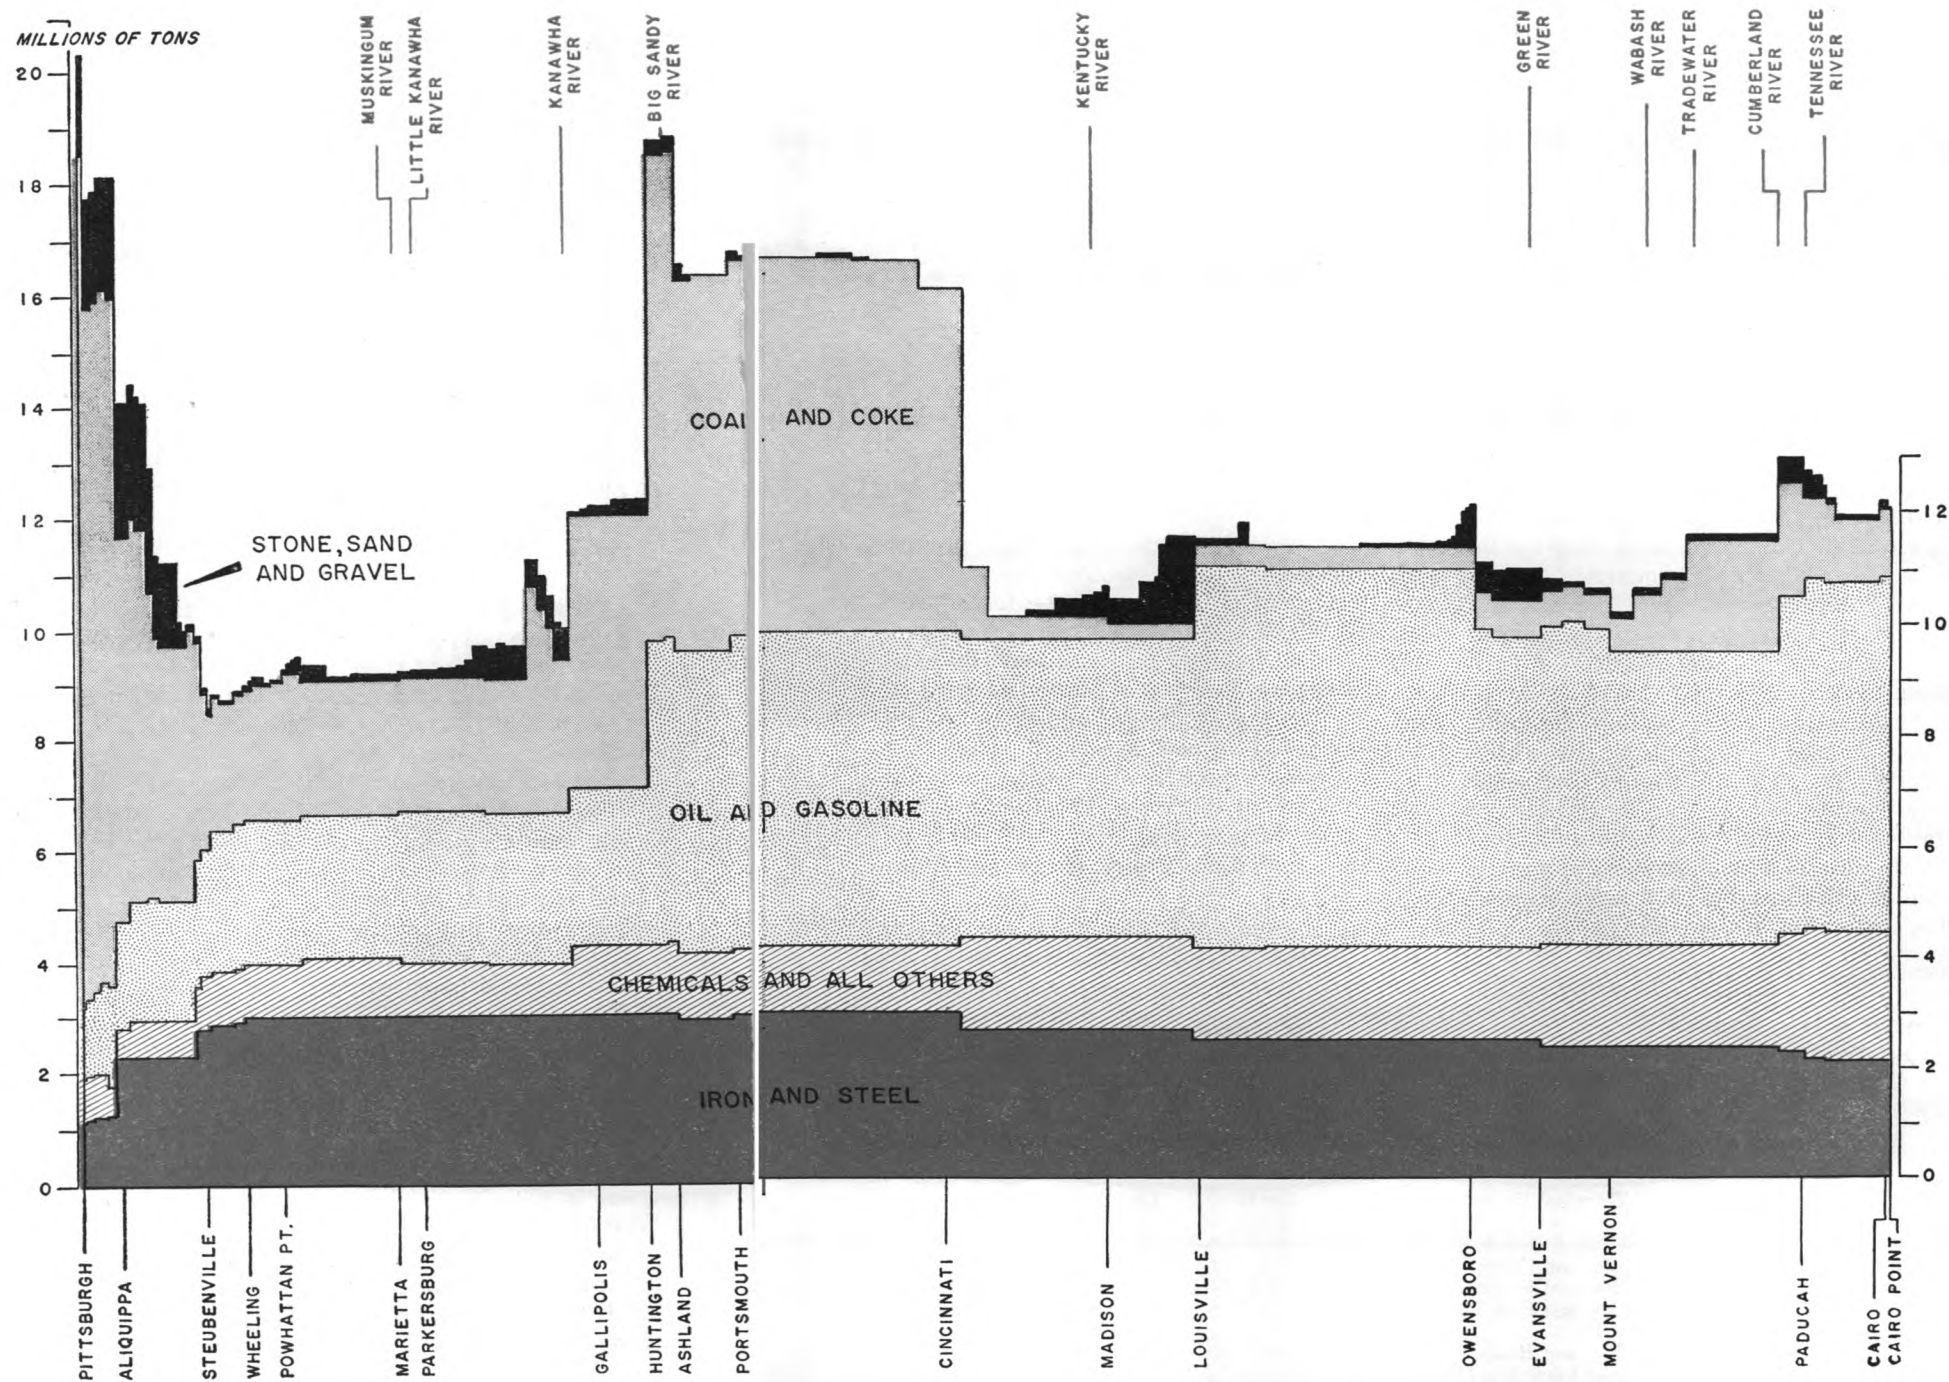 MILLIONS OF TONS
MUSKINGUM
RIVER
LITTLE KANAWHA
RIVER
KANAWHA
RIVER
BIG SANDY
RIVER
KENTUCKY
RIVER
GREEN
RIVER
WABASH
RIVER
TRADEWATER
RIVER
CUMBERLAND
RIVER
TENNESSEE
RIVER
20
18
16
14
12
10
8
6
4
2
0
STONE, SAND
AND GRAVEL
COAL AND COKE
OIL AND GASOLINE
CHEMICALS AND ALL OTHERS
IRON AND STEEL
12
10
8
6
4
2
0
PITTSBURGH
ALIQUIPPA
STEUBENVILLE
WHEELING
POWHATTAN PT.
MARIETTA
PARKERSBURG
GALLIPOLIS
HUNTINGTON
ASHLAND
PORTSMOUTH
CINCINNATI
MADISON
LOUISVILLE
OWENSBORO
EVANSVILLE
MOUNT VERNON
PADUCAH
CAIRO
CAIRO POINT